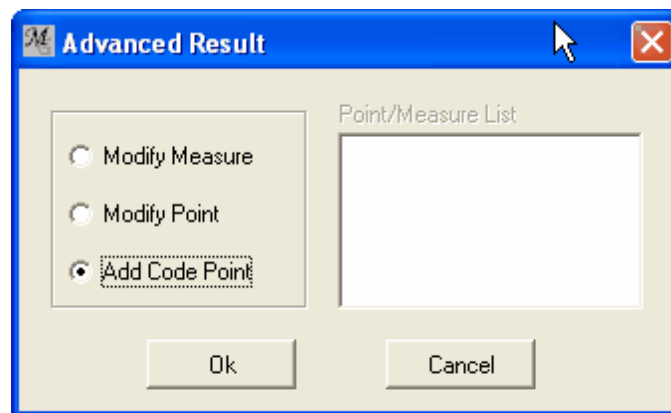 Advanced Result
Point/Measure List
Modify Measure
Modify Point
Add Code Point
Ok
Cancel